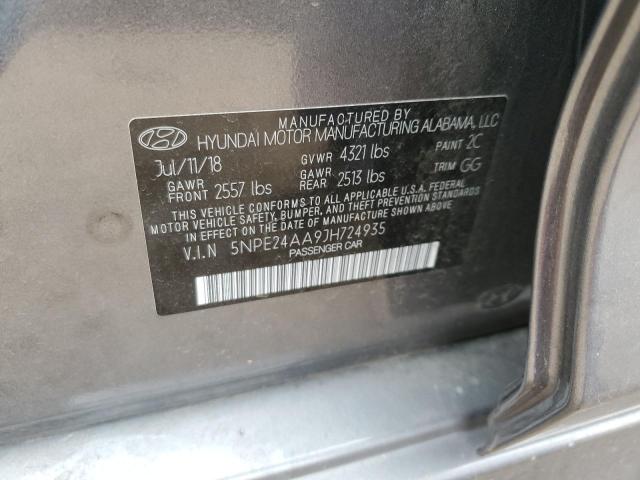 MANUFACTURED BY
HYUNDAI MOTOR MANUFACTURING ALABAMA, LLC
Jul/11/18 GVWR 4321 lbs PAINT 2C
GAWR FRONT 2557 lbs GAWR REAR 2513 lbs TRIM GG
THIS VEHICLE CONFORMS TO ALL APPLICABLE U.S.A. FEDERAL
MOTOR VEHICLE SAFETY, BUMPER, AND THEFT PREVENTION STANDARDS
IN EFFECT ON THE DATE OF MANUFACTURE SHOWN ABOVE.
V.I.N 5NPE24AA9JH724935
PASSENGER CAR